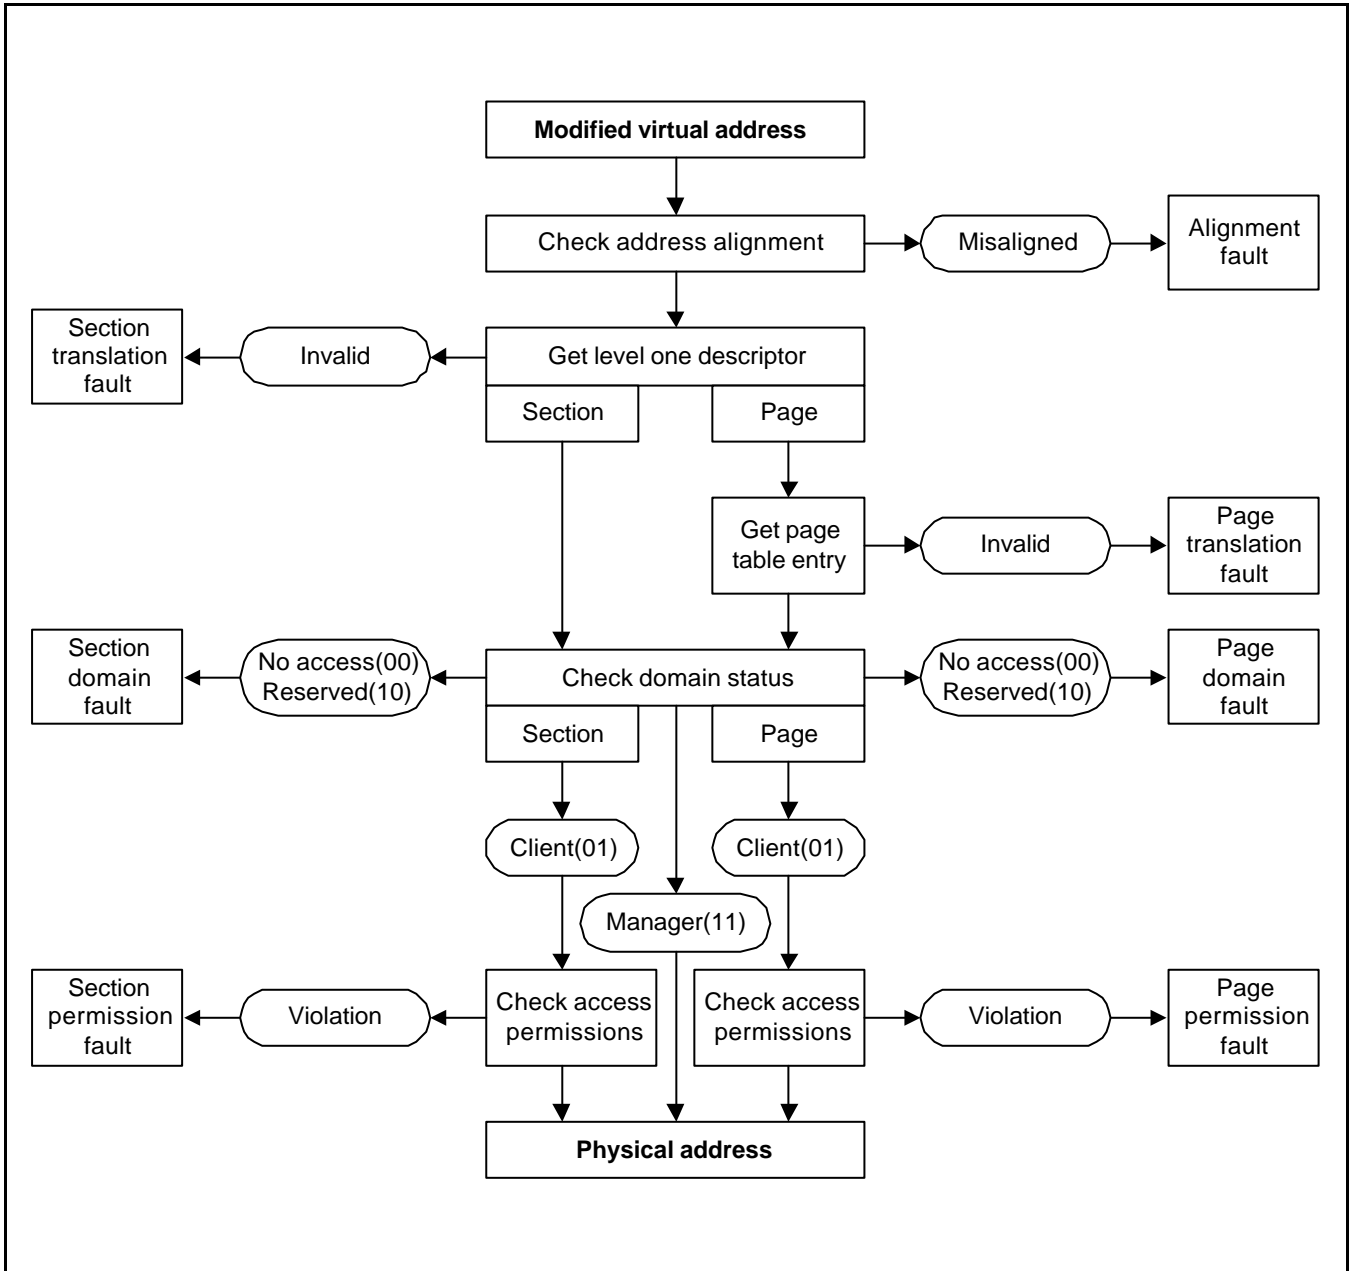 Modified virtual address
Check address alignment
Misaligned
Alignment
fault
Section
translation
fault
Invalid
Get level one descriptor
Section
Page
Get page
table entry
Invalid
Page
translation
fault
Section
domain
fault
No access(00)
Reserved(10)
Check domain status
No access(00)
Reserved(10)
Page
domain
fault
Section
Page
Client(01)
Client(01)
Manager(11)
Section
permission
fault
Violation
Check access
permissions
Check access
permissions
Violation
Page
permission
fault
Physical address